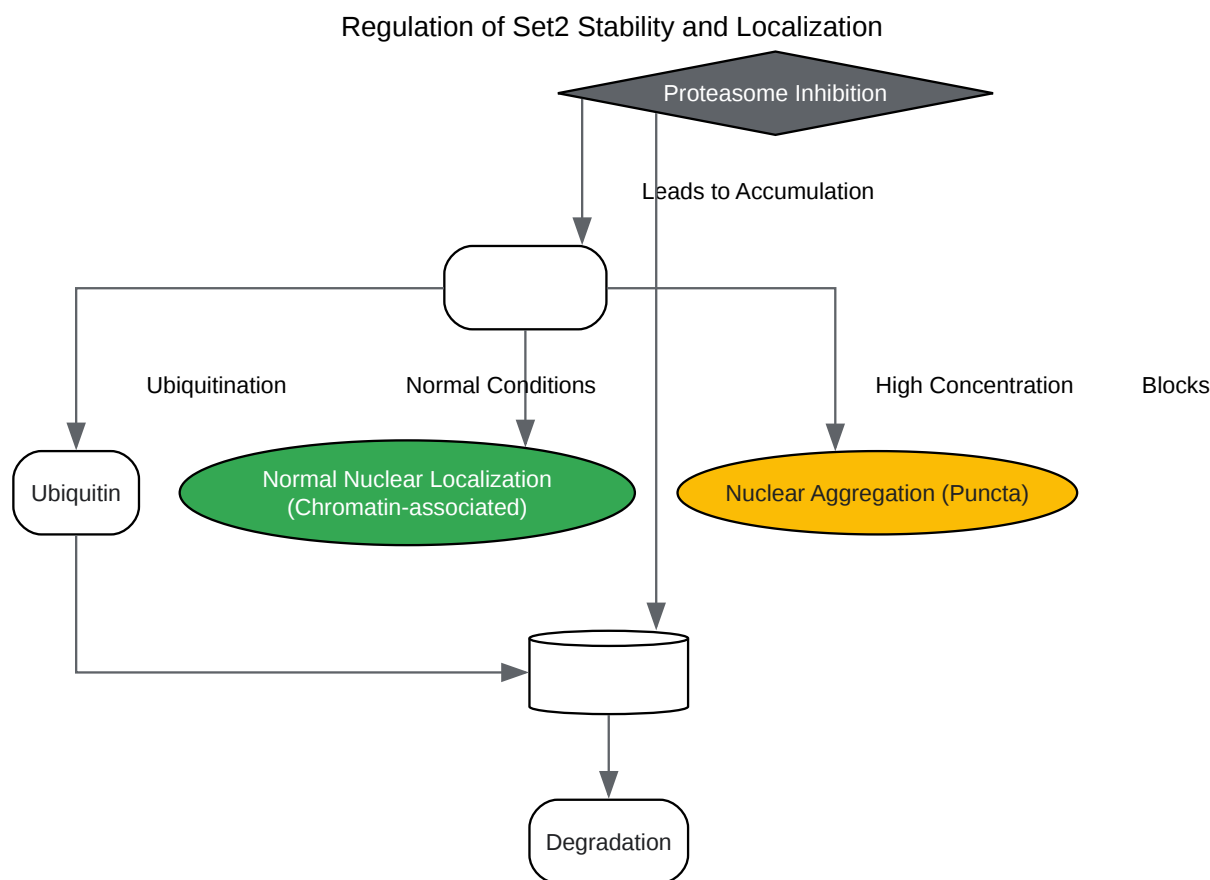 Regulation of Set2 Stability and Localization
Proteasome Inhibition
Leads to Accumulation
Ubiquitination
Normal Conditions
High Concentration
Blocks
Ubiquitin
Normal Nuclear Localization
(Chromatin-associated)
Nuclear Aggregation (Puncta)
Degradation